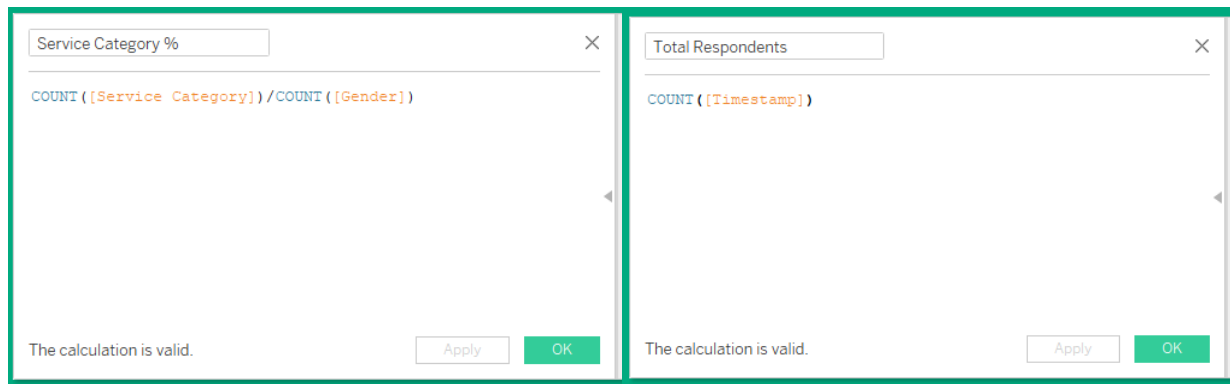 Service Category %
COUNT([Service Category])/COUNT([Gender])
The calculation is valid.
Apply
OK
Total Respondents
COUNT([Timestamp])
The calculation is valid.
Apply
OK